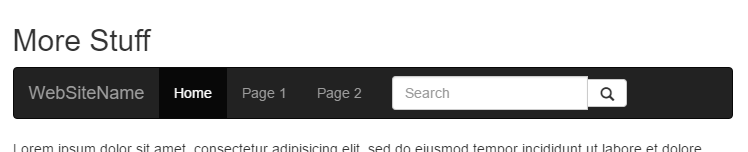 More Stuff
WebSiteName Home Page 1 Page 2 Search
Lorem ipsum dolor sit amet, consectetur adipisicing elit, sed do eiusmod tempor incididunt ut labore et dolore